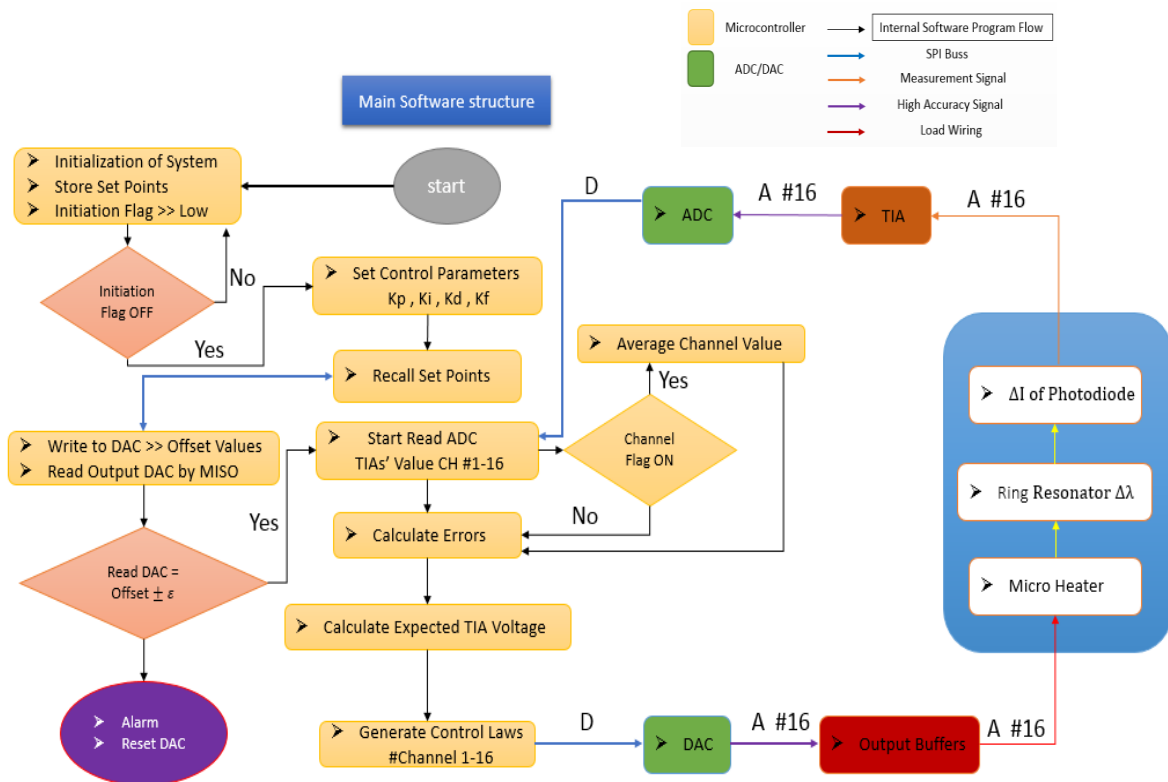 Microcontroller
ADC/DAC
Internal Software Program Flow
SPI Buss
Measurement Signal
High Accuracy Signal
Load Wiring
Main Software structure
start
Initialization of System
Store Set Points
Initiation Flag >> Low
Initiation
Flag OFF
No
Yes
Set Control Parameters
Kp , Ki , Kd , Kf
Recall Set Points
Write to DAC >> Offset Values
Read Output DAC by MISO
Read DAC =
Offset ± ε
Yes
Alarm
Reset DAC
Start Read ADC
TIAs' Value CH #1-16
Channel
Flag ON
Yes
No
Average Channel Value
Calculate Errors
Calculate Expected TIA Voltage
Generate Control Laws
#Channel 1-16
D
DAC
A #16
Output Buffers
A #16
Micro Heater
Ring Resonator Δλ
ΔI of Photodiode
A #16
TIA
A #16
ADC
D